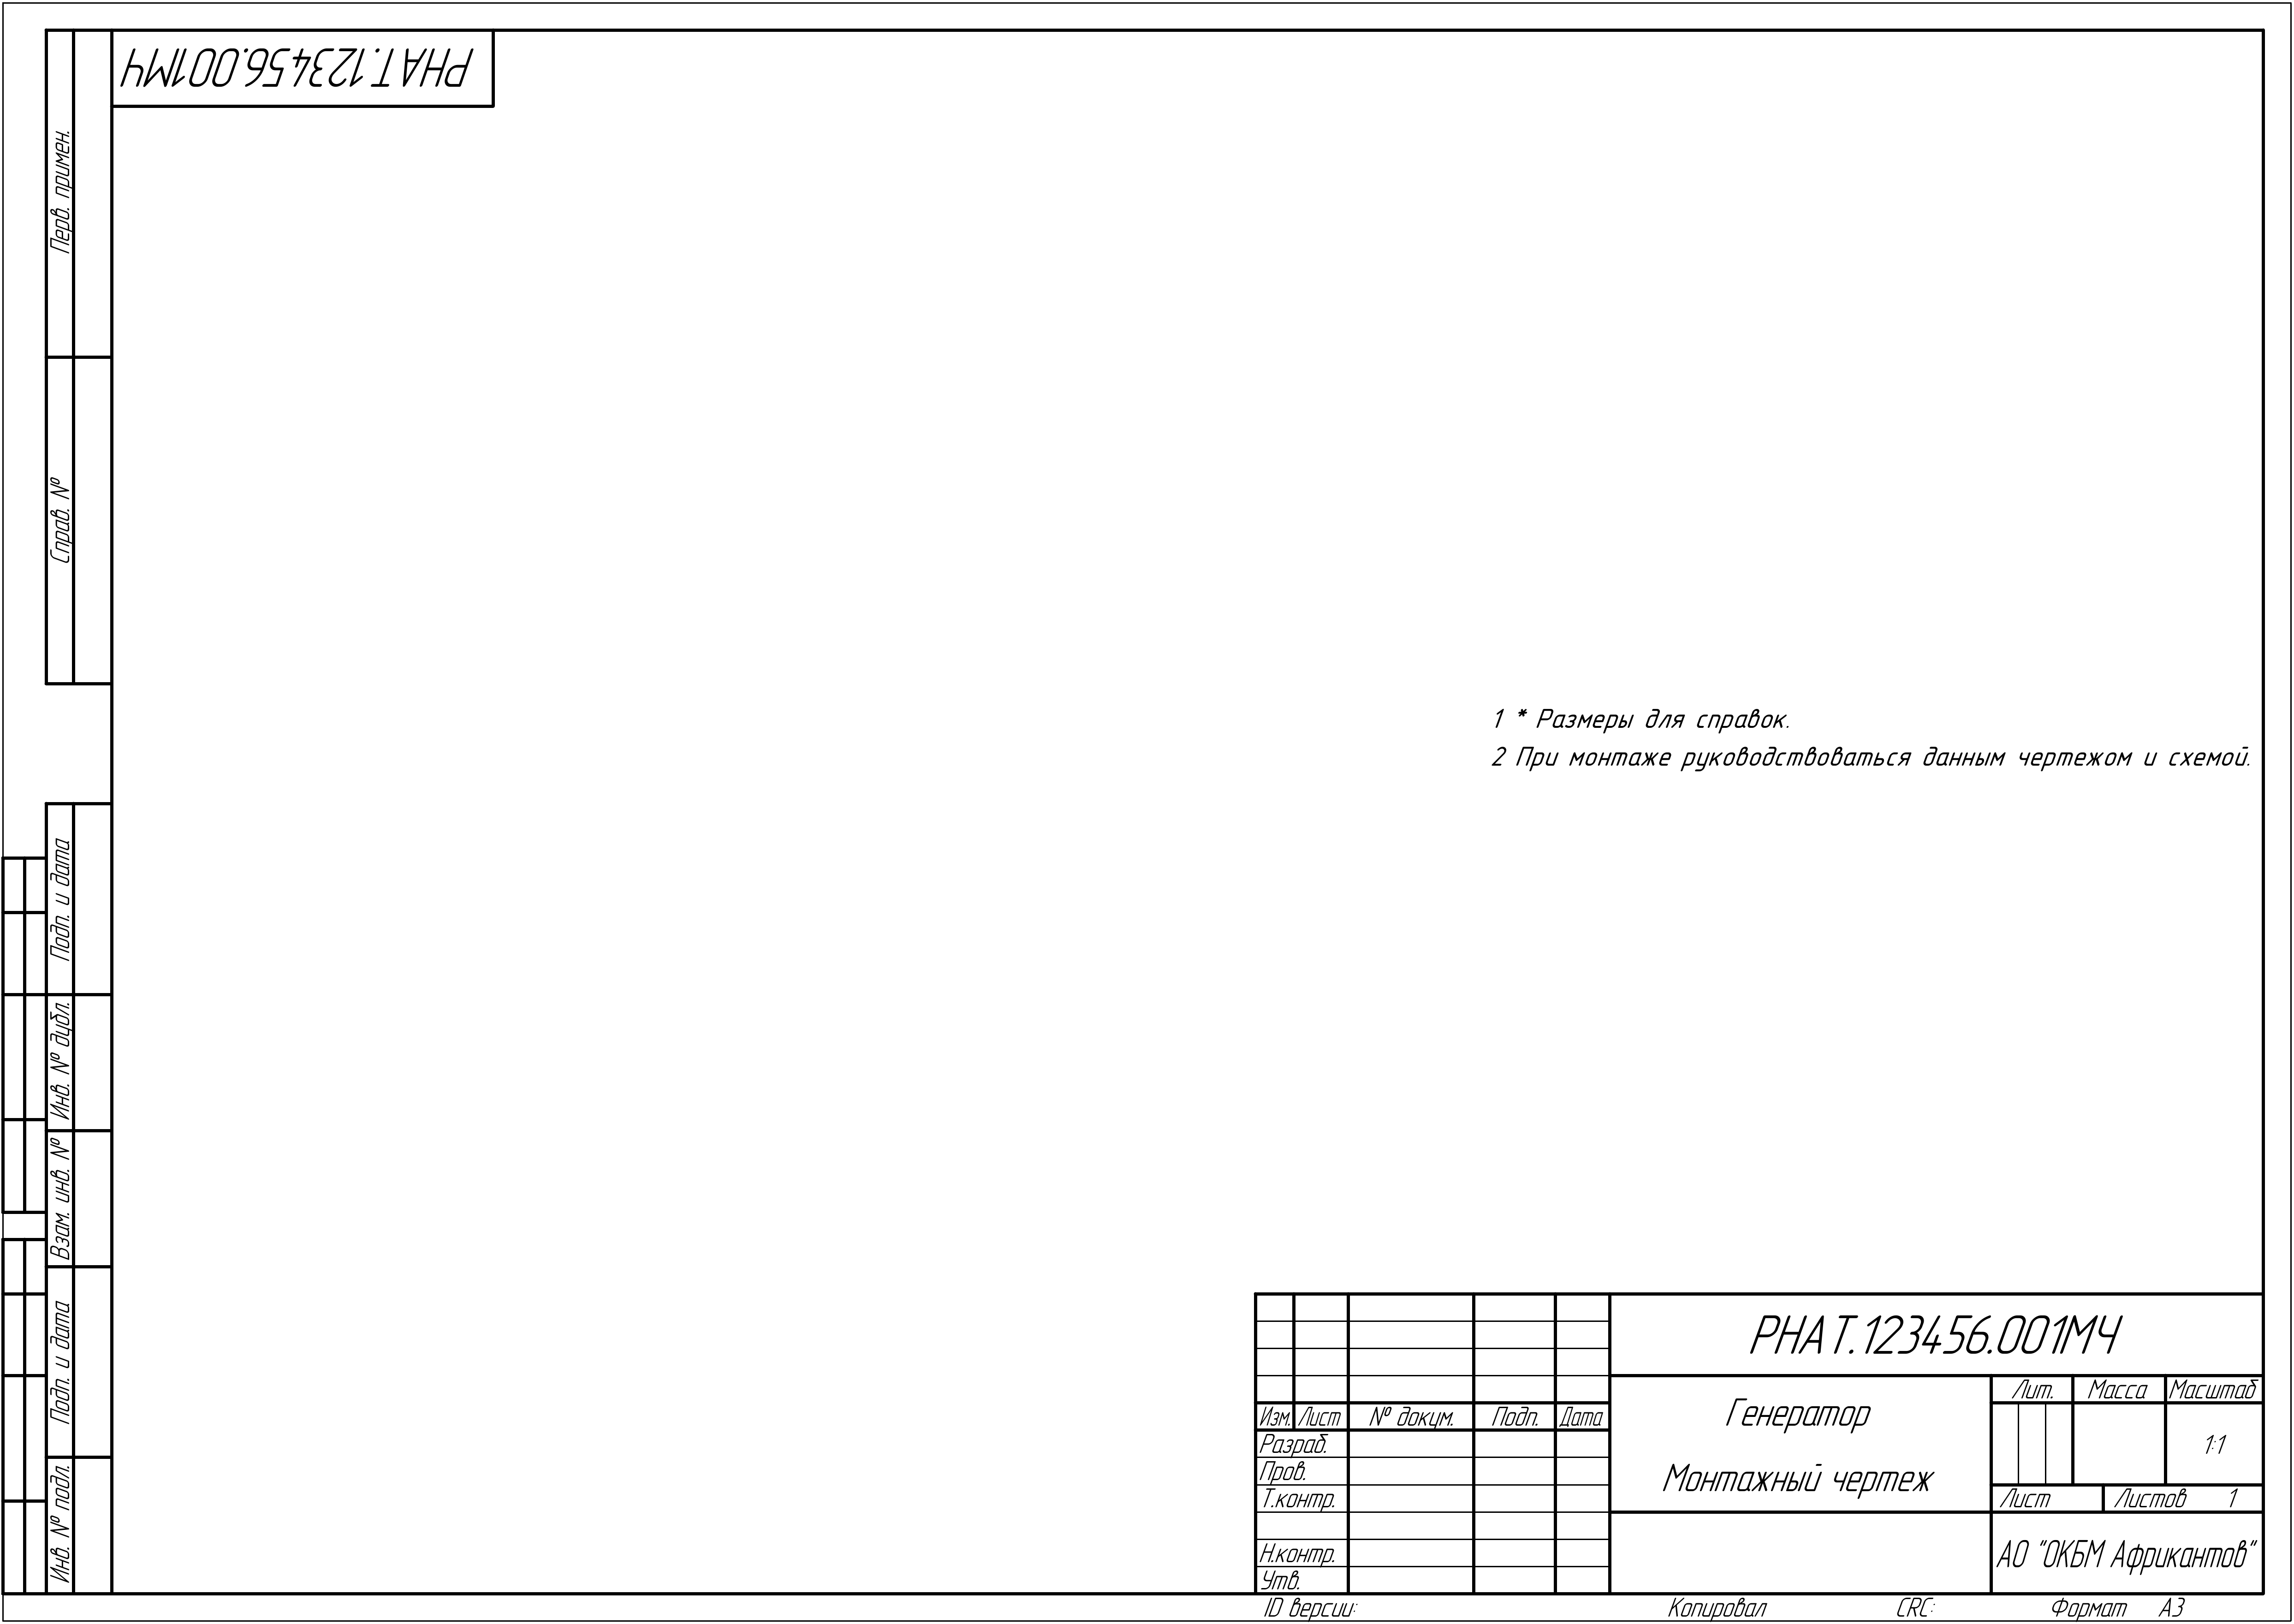 РНАТ.123456.001МЧ
Перв. примен.
Справ. №
1 * Размеры для справок.
2 При монтаже руководствоваться данным чертежом и схемой.
Подп. и дата
Инв. № дубл.
Взам. инв. №
Подп. и дата
Инв. № подл.
РНАТ.123456.001МЧ
Лит. Масса Масштаб
Изм. Лист № докум. Подп. Дата
Генератор
Разраб.
1:1
Пров.
Монтажный чертеж
Т.контр.
Лист Листов 1
Н.контр.
АО "ОКБМ Африкантов"
Утв.
ID версии: Копировал CRC: Формат А3